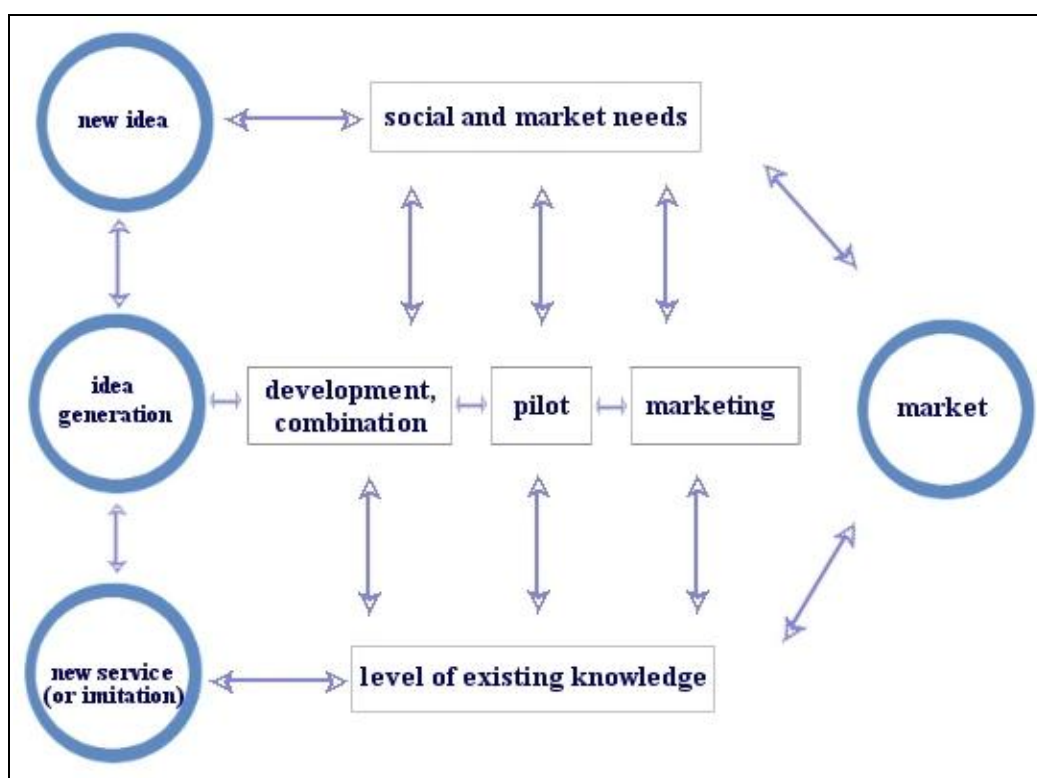 new idea
social and market needs
idea
generation
development,
combination
pilot
marketing
market
new service
(or imitation)
level of existing knowledge